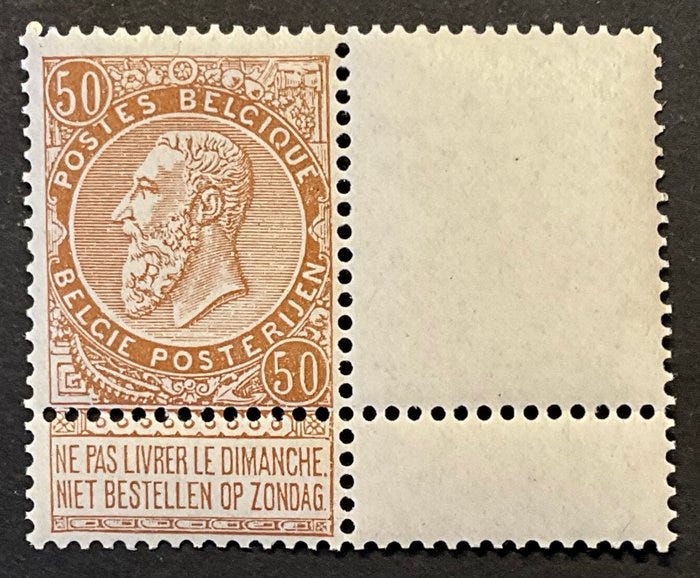 50
POSTES BELGIQUE
BELGIE POSTERIJEN
50
NE PAS LIVRER LE DIMANCHE.
NIET BESTELLEN OP ZONDAG.